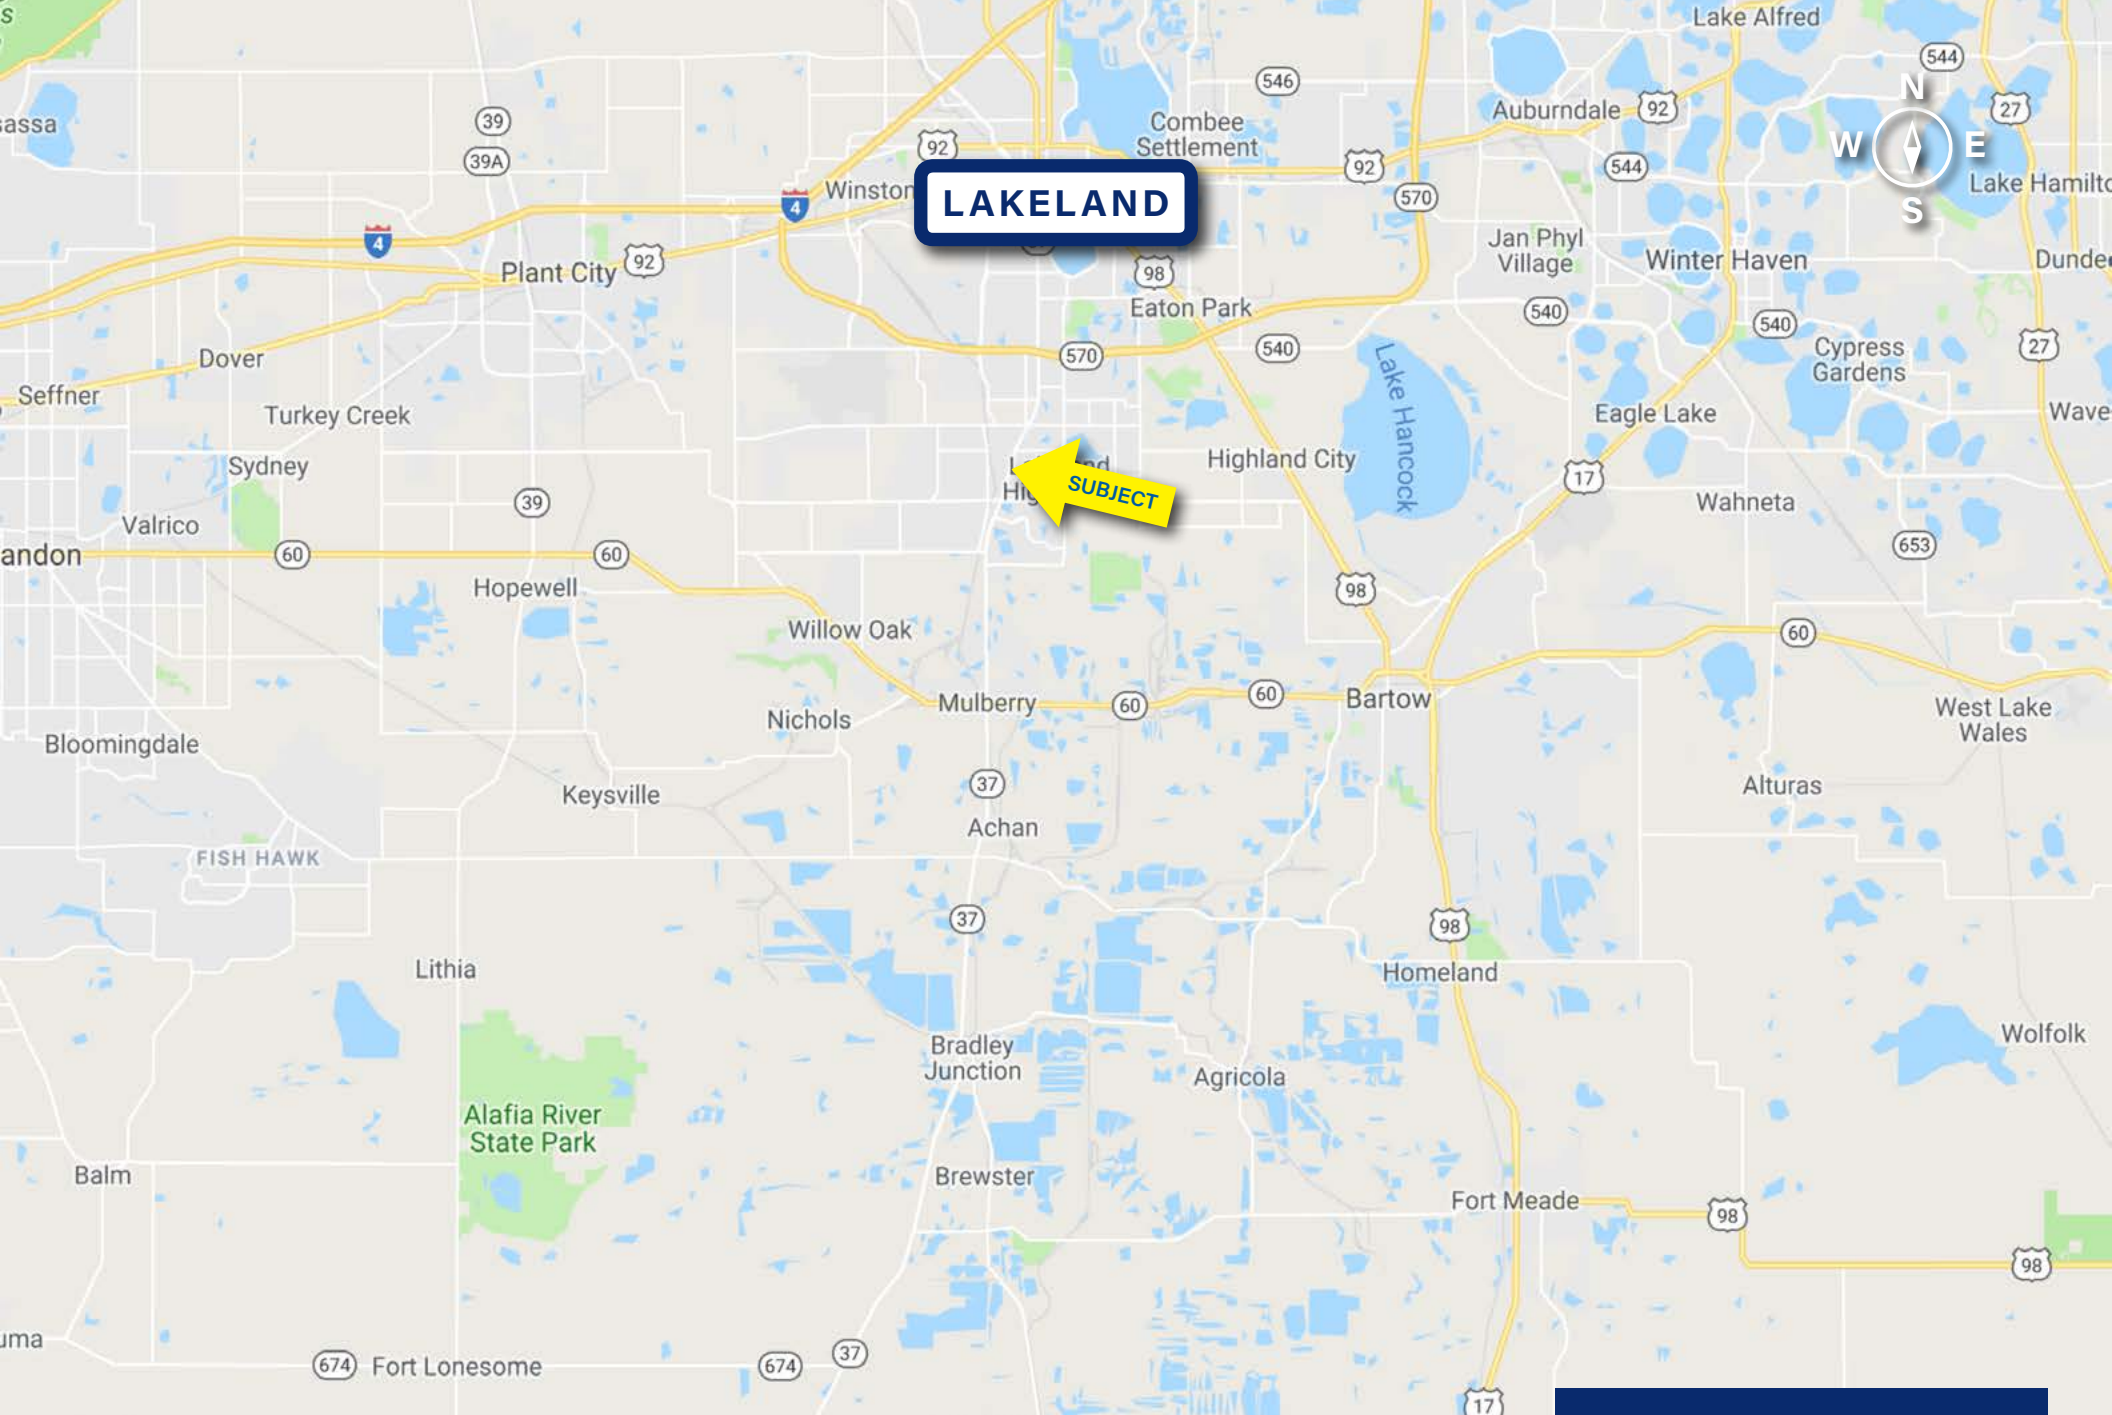 s
Lake Alfred
544
N
546
39
27
Auburndale
92
sassa
Combee
Settlement
92
W
E
39A
92
544
Lake Hamilto
Winston
LAKELAND
570
4
S
4
Jan Phyl
Village
Plant City
92
98
Winter Haven
Dunde
Eaton Park
540
540
Dover
570
540
Cypress
Gardens
27
Seffner
Lake Hancock
Turkey Creek
Eagle Lake
Wave
Sydney
Highland City
17
SUBJECT
39
Wahneta
Valrico
653
andon
60
60
Hopewell
98
Willow Oak
60
Mulberry
60
60
Bartow
Nichols
West Lake
Wales
Bloomingdale
37
Alturas
Keysville
Achan
FISH HAWK
37
98
Lithia
Homeland
Wolfolk
Bradley
Junction
Agricola
Alafia River
State Park
Balm
Brewster
Fort Meade
98
98
uma
674
Fort Lonesome
674
37
17